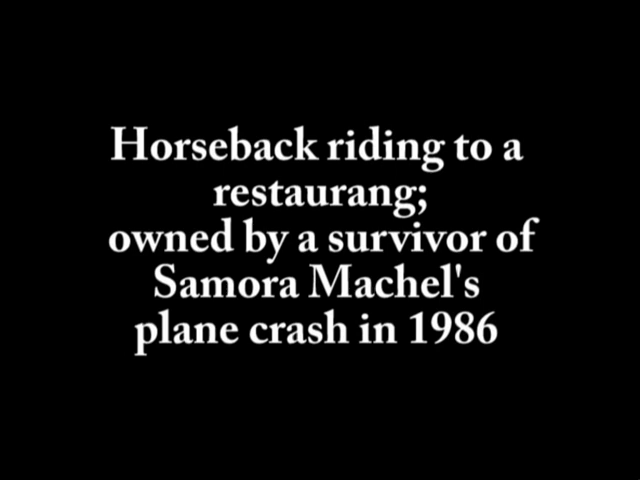 Horseback riding to a
restaurang;
owned by a survivor of
Samora Machel's
plane crash in 1986